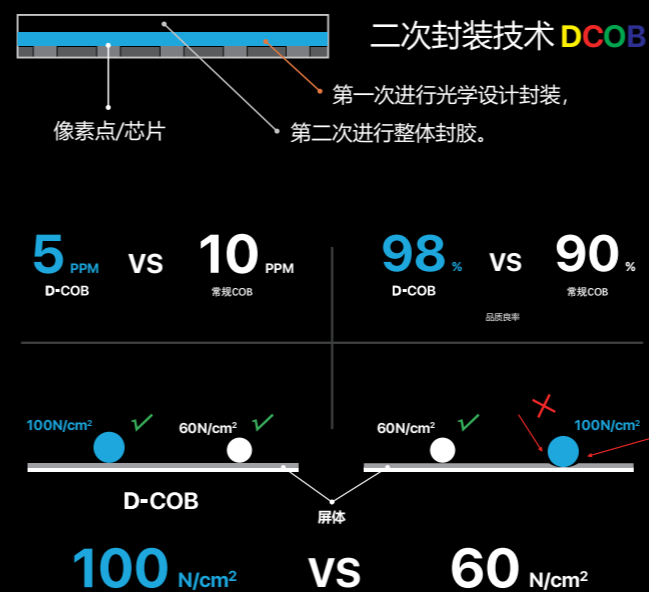 二次封装技术 DCOB
第一次进行光学设计封装，
像素点/芯片
第二次进行整体封胶。
5 PPM VS 10 PPM
D-COB 常规COB
98 % VS 90 %
D-COB 常规COB
品质良率
100N/cm²
60N/cm²
60N/cm²
100N/cm²
D-COB
屏体
100 N/cm² VS 60 N/cm²